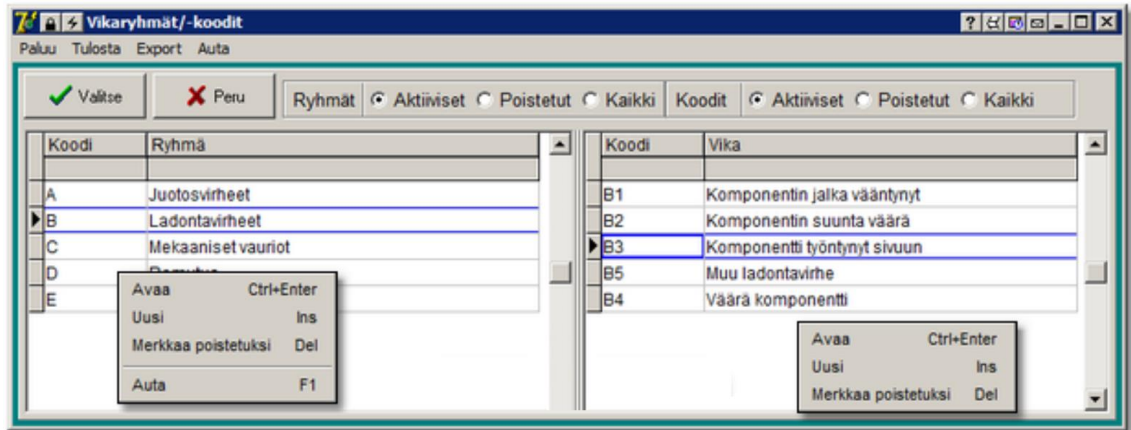 Vikaryhmät/-koodit
Paluu Tulosta Export Auta
Valitse Peru Ryhmät Aktiiviset Poistetut Kaikki Koodit Aktiiviset Poistetut Kaikki
Koodi Ryhmä
A Juotosvirheet
B Ladontavirheet
C Mekaaniset vauriot
D
E
Avaa Ctrl+Enter
Uusi Ins
Merkkaa poistetuksi Del
Auta F1
Koodi Vika
B1 Komponentin jalka vääntynyt
B2 Komponentin suunta väärä
B3 Komponentti työntynyt sivuun
B5 Muu ladontavirhe
B4 Väärä komponentti
Avaa Ctrl+Enter
Uusi Ins
Merkkaa poistetuksi Del